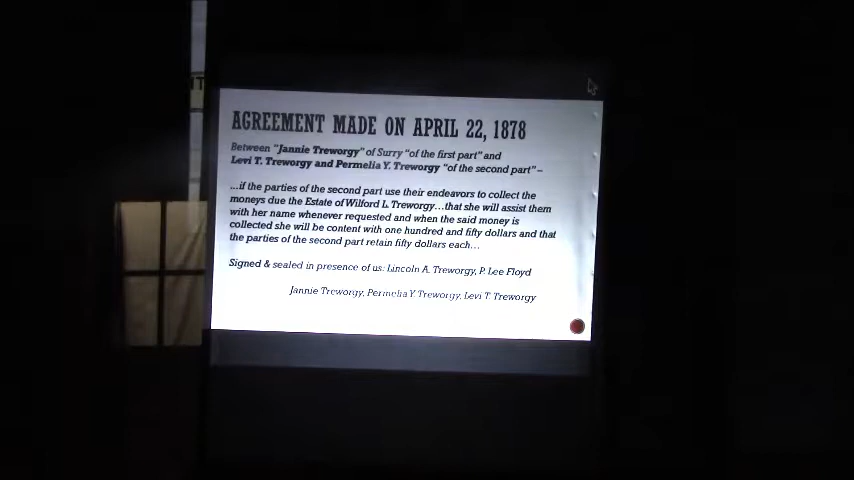 AGREEMENT MADE ON APRIL 22, 1878
Between "Jannie Treworgy" of Surry "of the first part" and
Levi T. Treworgy and Permelia Y. Treworgy "of the second part" –
...if the parties of the second part use their endeavors to collect the
moneys due the Estate of Wilford L. Treworgy...that she will assist them
with her name whenever requested and when the said money is
collected she will be content with one hundred and fifty dollars and that
the parties of the second part retain fifty dollars each...
Signed & sealed in presence of us: Lincoln A. Treworgy, P. Lee Floyd
Jannie Treworgy, Permelia Y. Treworgy, Levi T. Treworgy